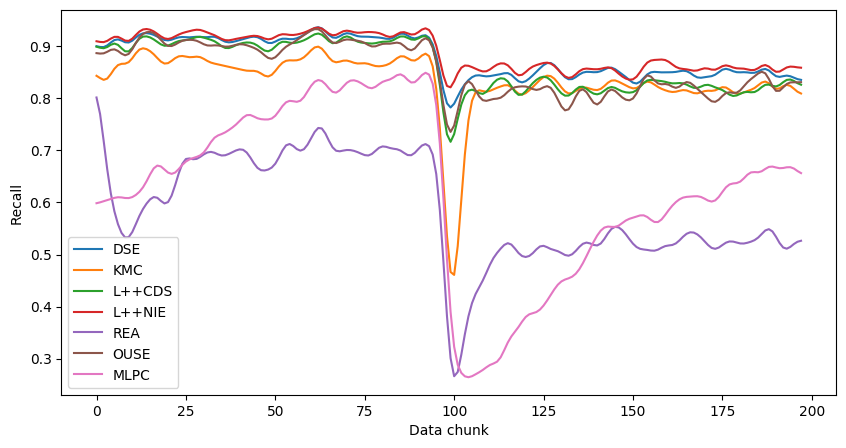 0.9
0.8
0.7
0.6
0.5
0.4
0.3
Recall
DSE
KMC
L++CDS
L++NIE
REA
OUSE
MLPC
0 25 50 75 100 125 150 175 200
Data chunk